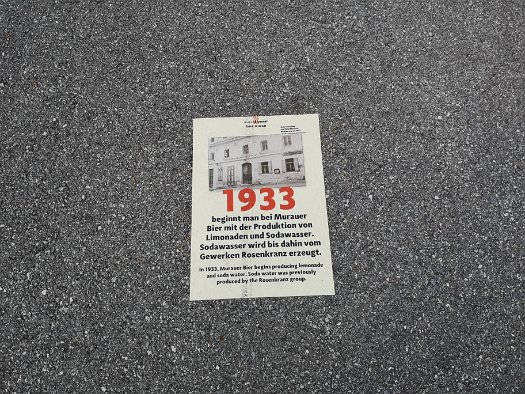 1933
beginnt man bei Murauer
Bier mit der Produktion von
Limonaden und Sodawasser.
Sodawasser wird bis dahin vom
Gewerken Rosenkranz erzeugt.
In 1933, Murauer Bier begins producing lemonade
and soda water. Soda water was previously
produced by the Rosenkranz group.